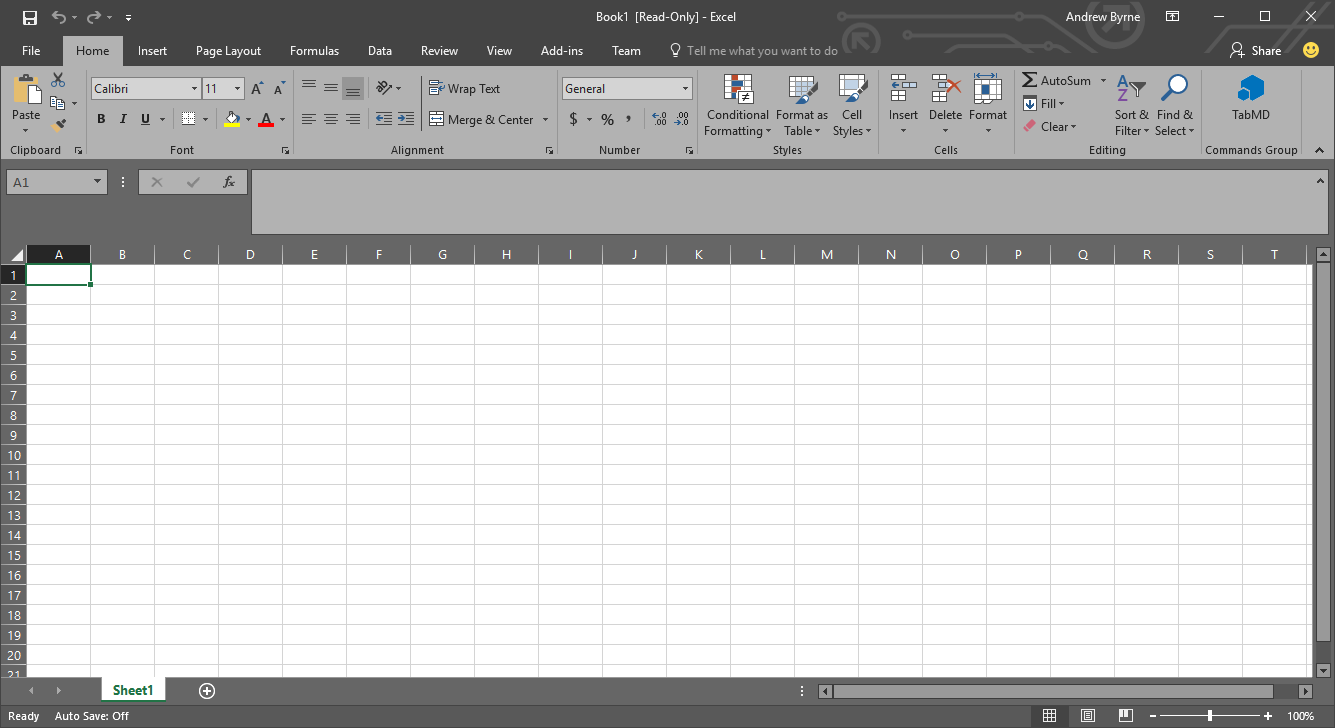 Book1 [Read-Only] - Excel
Andrew Byrne
File Home Insert Page Layout Formulas Data Review View Add-ins Team Tell me what you want to do Share
Calibri 11 A A
Wrap Text
General
AutoSum
Fill
Clear
Paste
B I U A
Merge & Center
$ % , .00 .0
Conditional Formatting
Format as Table
Cell Styles
Insert Delete Format
Sort & Filter
Find & Select
TabMD
Clipboard Font Alignment Number Styles Cells Editing Commands Group
A1 fx
A B C D E F G H I J K L M N O P Q R S T
1
2
3
4
5
6
7
8
9
10
11
12
13
14
15
16
17
18
19
20
21
Sheet1
Ready Auto Save: Off 100%